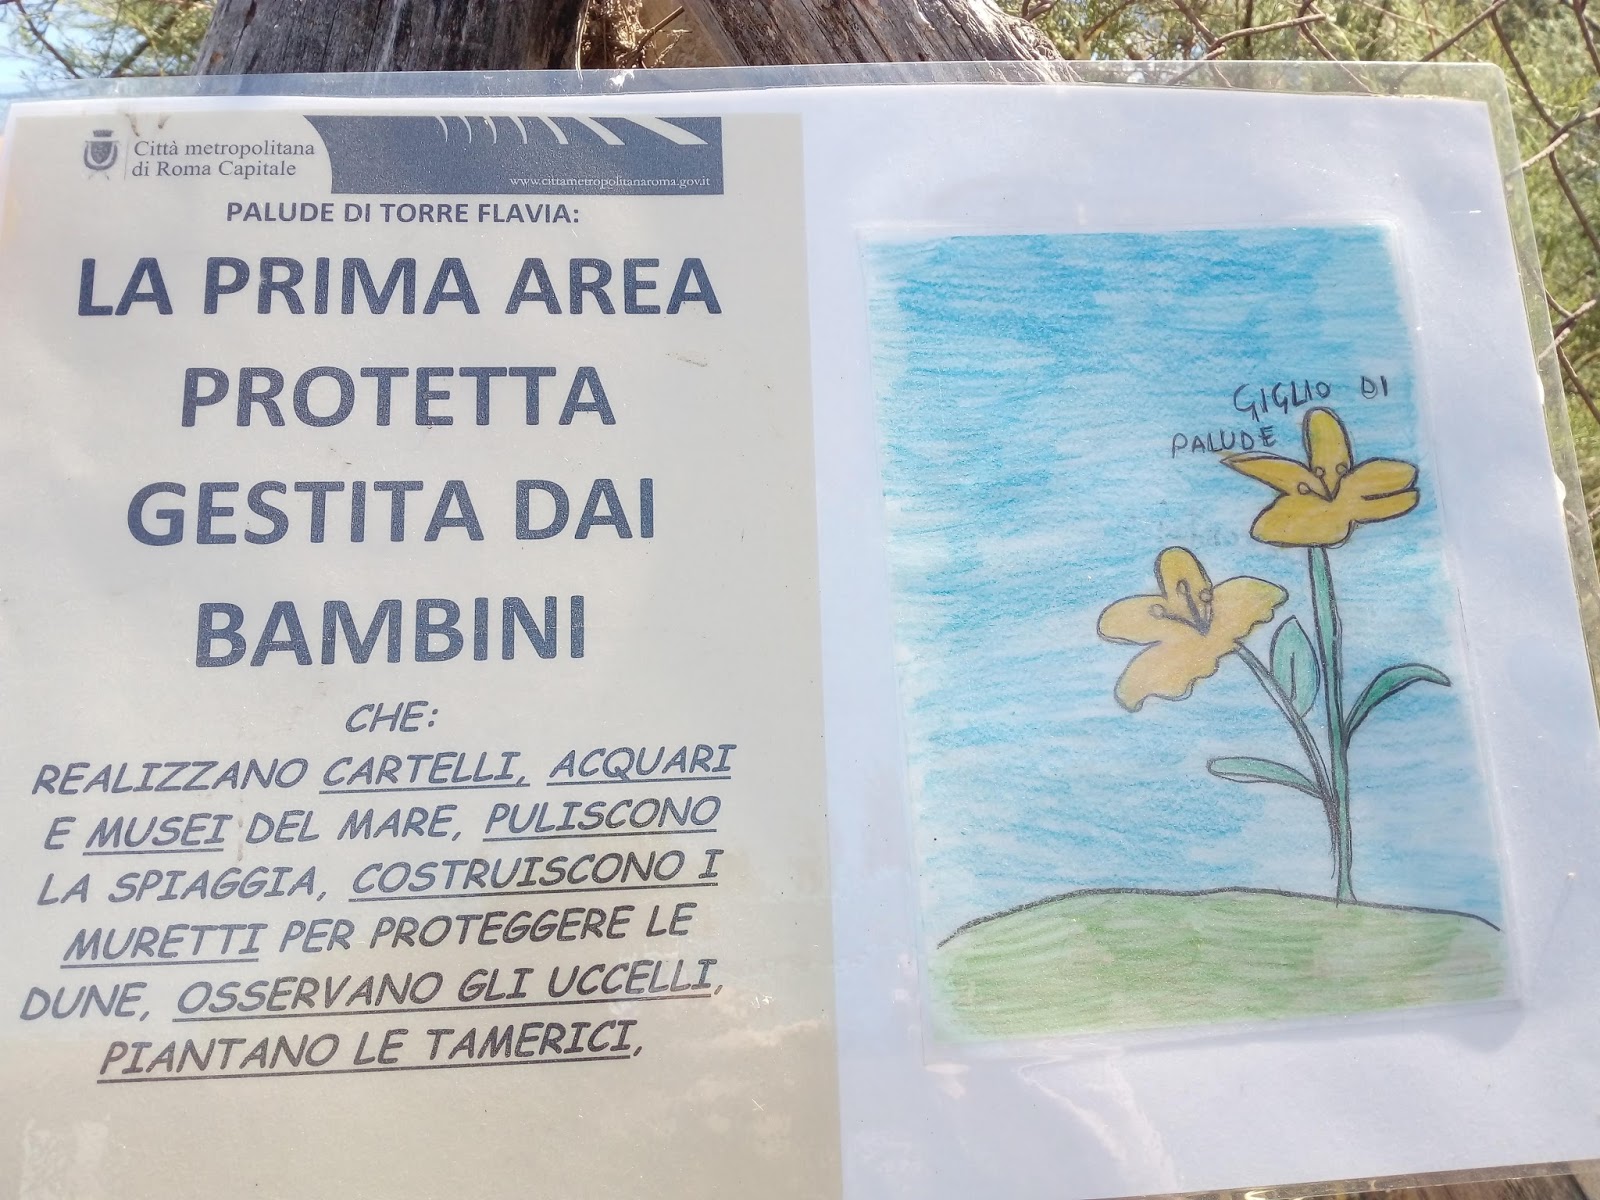 Città metropolitana
di Roma Capitale
www.cittametropolitanaroma.gov.it
PALUDE DI TORRE FLAVIA:
LA PRIMA AREA
PROTETTA
GESTITA DAI
BAMBINI
CHE:
REALIZZANO CARTELLI, ACQUARI
E MUSEI DEL MARE, PULISCONO
LA SPIAGGIA, COSTRUISCONO I
MURETTI PER PROTEGGERE LE
DUNE, OSSERVANO GLI UCCELLI,
PIANTANO LE TAMERICI,
GIGLIO DI
PALUDE